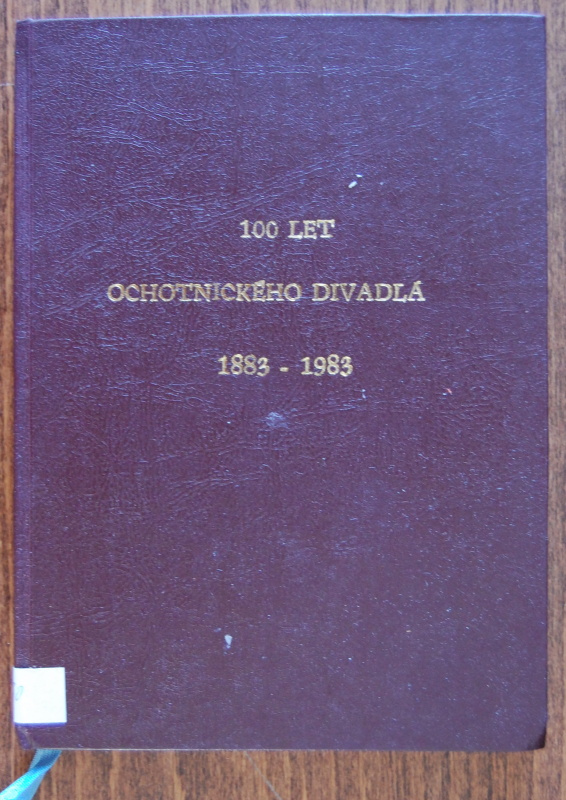 100 LET
OCHOTNICKÉHO DIVADLA
1883 - 1983